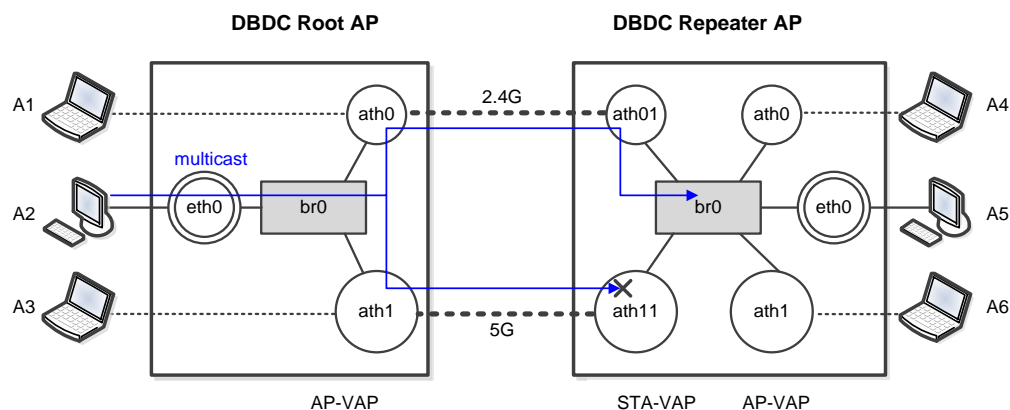 DBDC Root AP
DBDC Repeater AP
A1
ath0
2.4G
ath01
ath0
A4
multicast
A2
eth0
br0
br0
eth0
A5
A3
ath1
5G
ath11
ath1
A6
AP-VAP
STA-VAP
AP-VAP